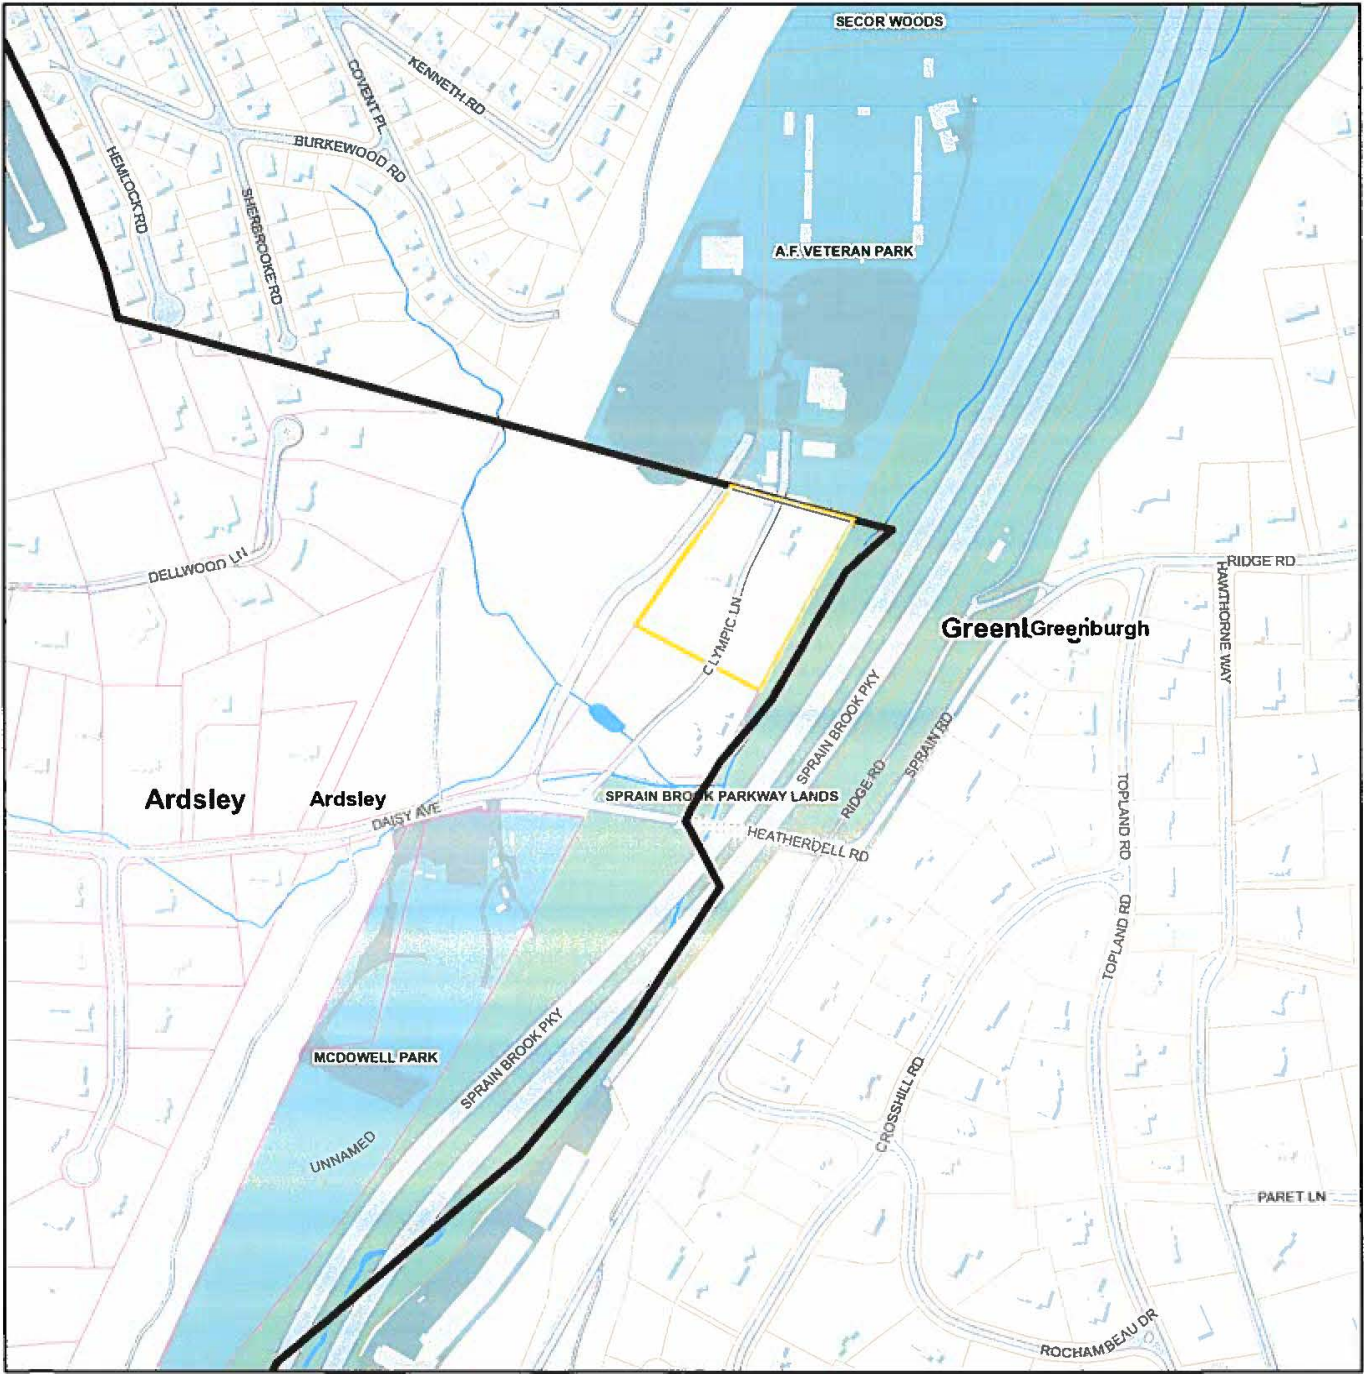 SECOR WOODS
COVENT PL
KENNETH RD
BURKEWOOD RD
HEMLOCK RD
SHERBROOKE RD
A.F. VETERAN PARK
DELLWOOD LN
RIDGE RD
HAWTHORNE WAY
OLYMPIC LN
Greenl
Greenburgh
SPRAIN BROOK PKY
SPRAIN RD
RIDGE RD
Ardsley
Ardsley
DAISY AVE
SPRAIN BROOK PARKWAY LANDS
HEATHERDELL RD
TOPLAND RD
TOPLAND RD
SPRAIN BROOK PKY
MCDOWELL PARK
UNNAMED
CROSSHILL RD
PARET LN
ROCHAMBEAU DR